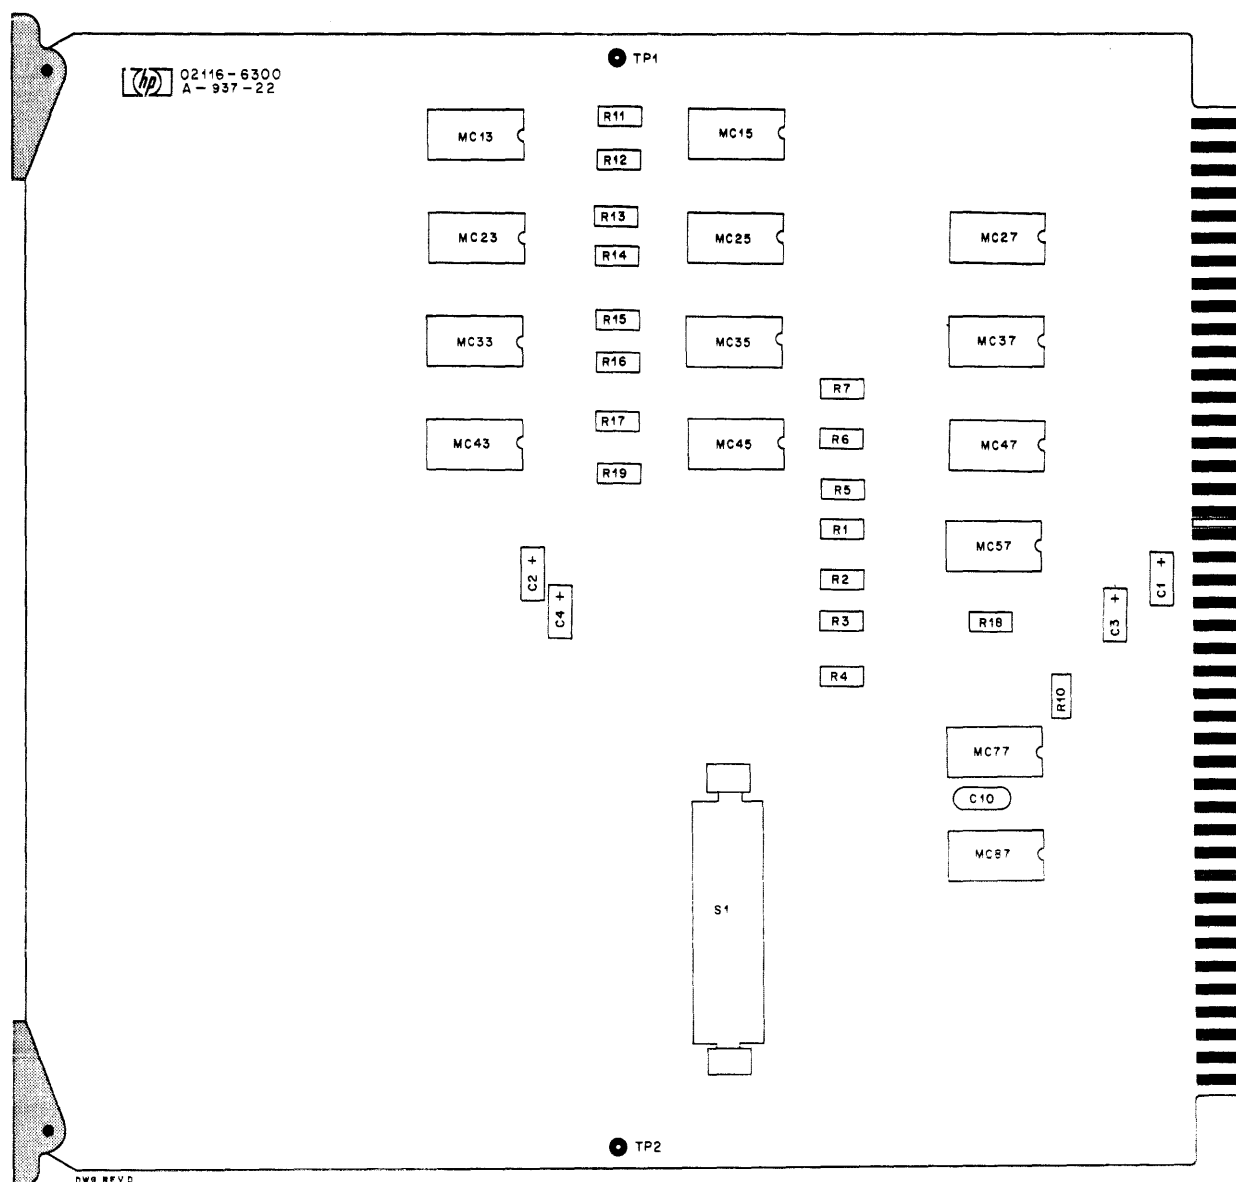 TP1
hp 02116-6300
A-937-22
R11
MC13
MC15
R12
R13
MC23
MC25
MC27
R14
R15
MC33
MC35
MC37
R16
R7
R17
R6
MC43
MC45
MC47
R19
R5
R1
MC57
C2 +
C1 +
R2
C4 +
C3 +
R3
R18
R4
R10
MC77
C10
MC87
S1
TP2
DWG REV D